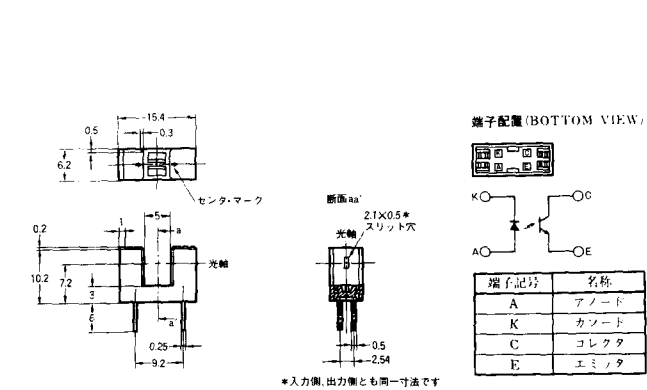 15.4
0.5
0.3
6.2
センタ・マーク
0.2
1
5
a
光軸
10.2
7.2
3
6
a'
0.25
9.2
断面aa'
2.1×0.5*
スリット穴
光軸
0.5
2.54
*入力側,出力側とも同一寸法です
端子配置(BOTTOM VIEW)
K
C
A
E
K
C
A
E
端子記号 名称
A アノード
K カソード
C コレクタ
E エミッタ